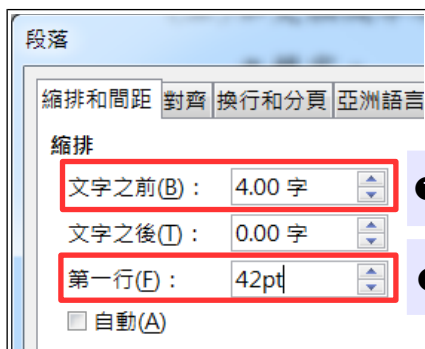 段落
縮排和間距 對齊 換行和分頁 亞洲語言
縮排
文字之前(B)： 4.00 字
文字之後(T)： 0.00 字
第一行(F)： 42pt
自動(A)